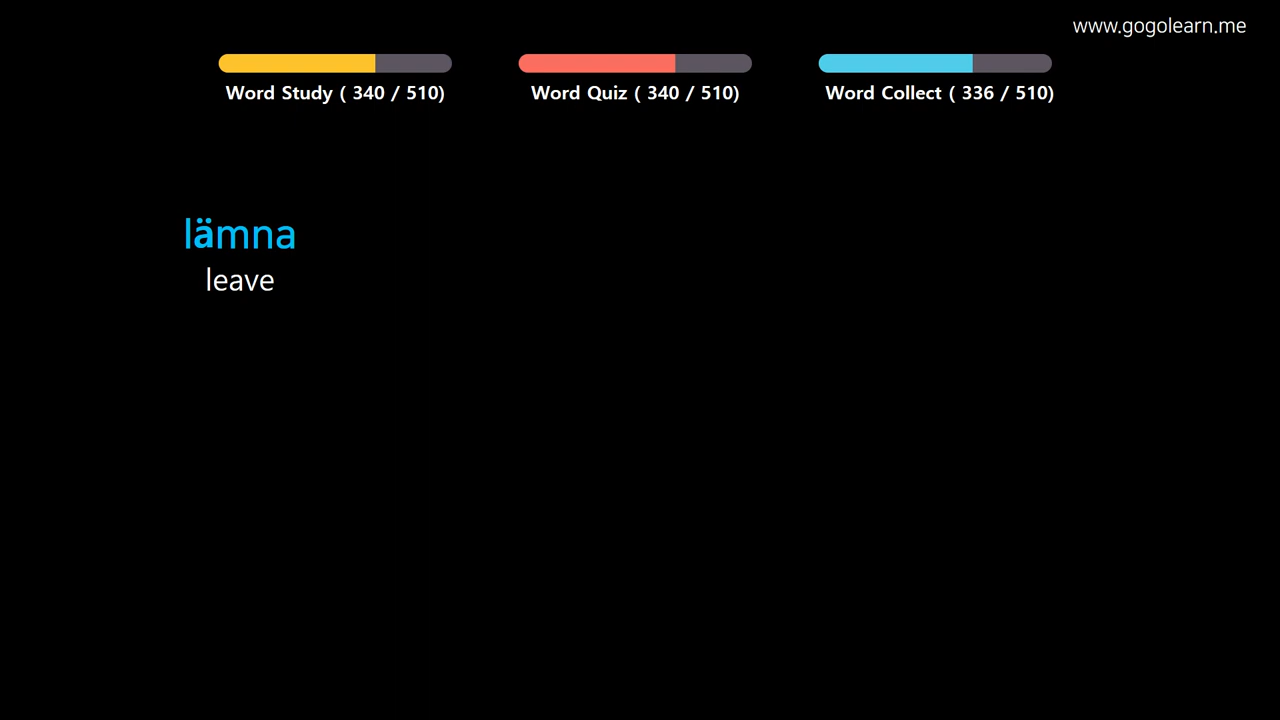 www.gogolearn.me
Word Study ( 340 / 510)
Word Quiz ( 340 / 510)
Word Collect ( 336 / 510)
lämna
leave